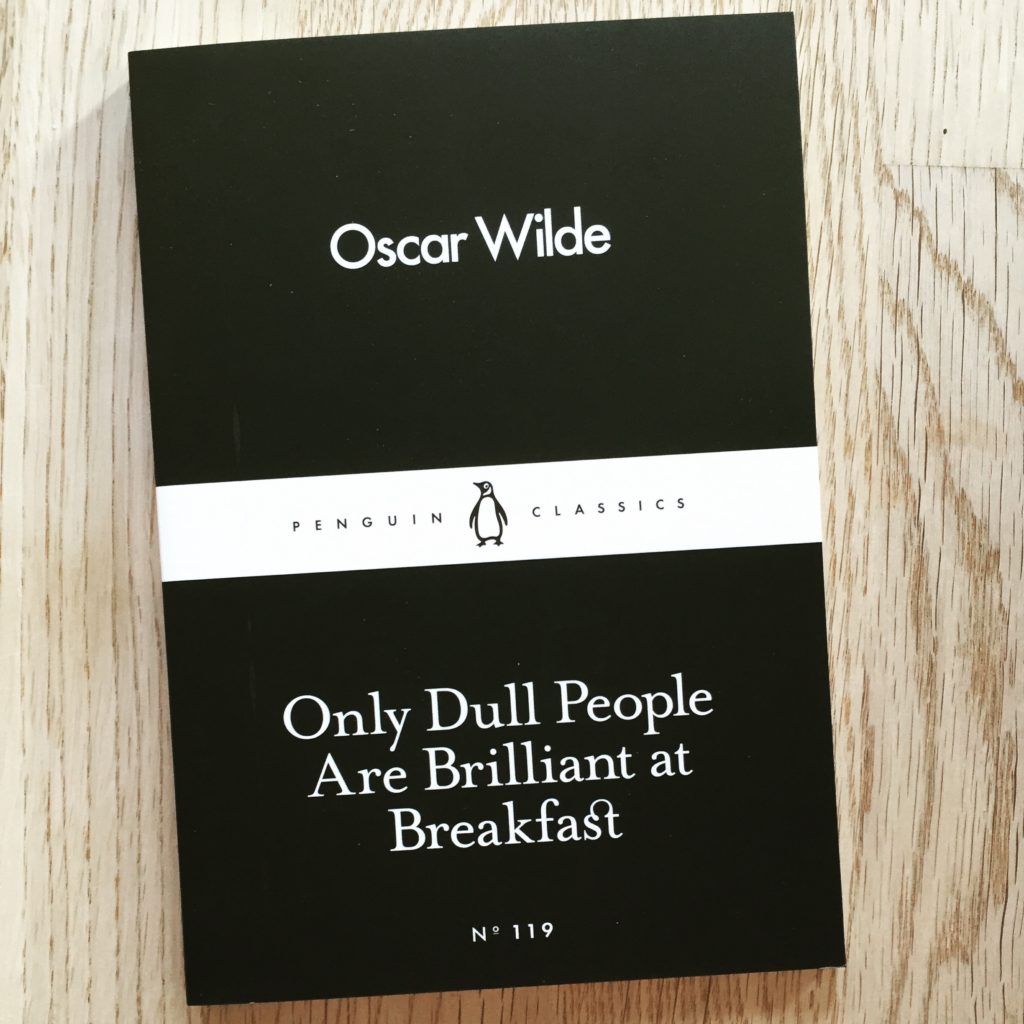 Oscar Wilde
PENGUIN CLASSICS
Only Dull People
Are Brilliant at
Breakfast
Nº 119